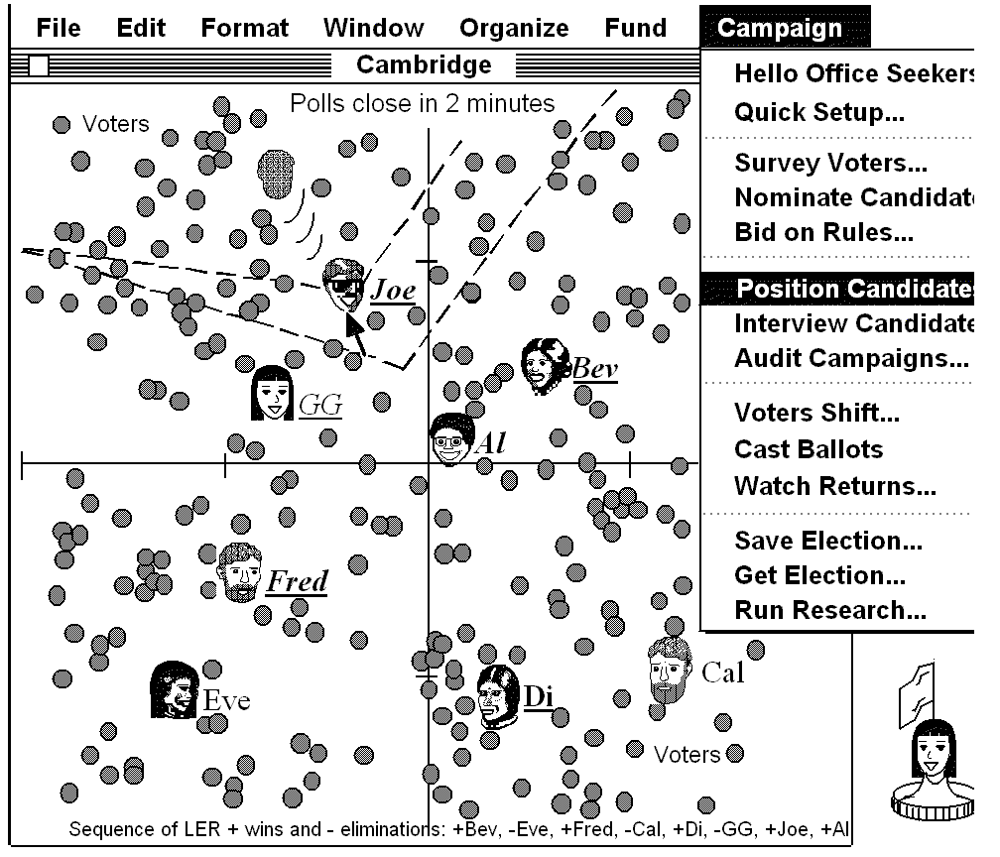 File Edit Format Window Organize Fund Campaign
Cambridge
Polls close in 2 minutes
Voters
Hello Office Seekers
Quick Setup...
Survey Voters...
Nominate Candidate
Bid on Rules...
Position Candidates
Interview Candidate
Audit Campaigns...
Voters Shift...
Cast Ballots
Watch Returns...
Save Election...
Get Election...
Run Research...
Joe
Bev
GG
Al
Fred
Eve
Di
Cal
Voters
Sequence of LER + wins and - eliminations: +Bev, -Eve, +Fred, -Cal, +Di, -GG, +Joe, +Al